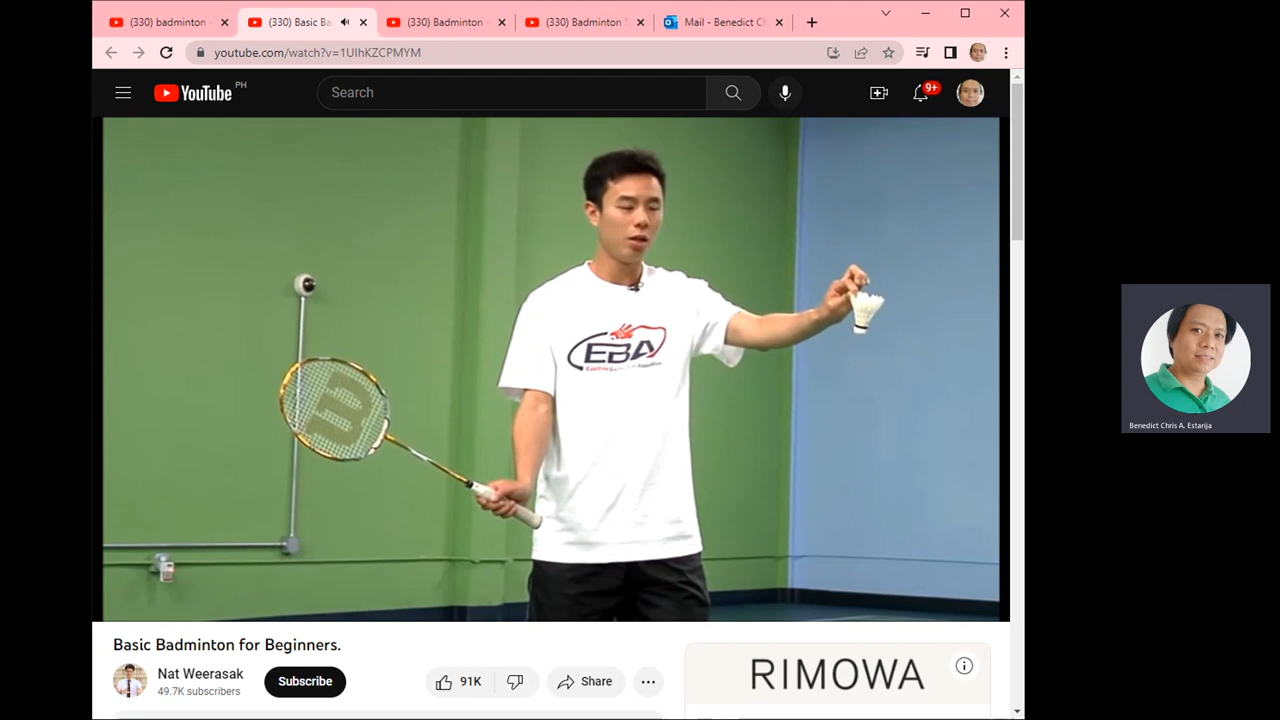 (330) badminton
(330) Basic Ba
(330) Badminton
(330) Badminton S
Mail - Benedict Ch
youtube.com/watch?v=1UIhKZCPMYM
YouTube PH
Search
9+
EBA
Benedict Chris A. Estarija
Basic Badminton for Beginners.
Nat Weerasak
49.7K subscribers
Subscribe
91K
Share
RIMOWA